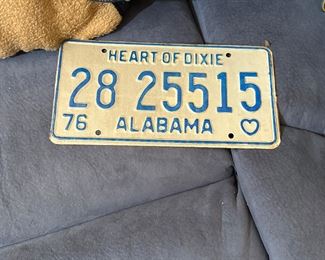 HEART OF DIXIE
28 25515
76 ALABAMA